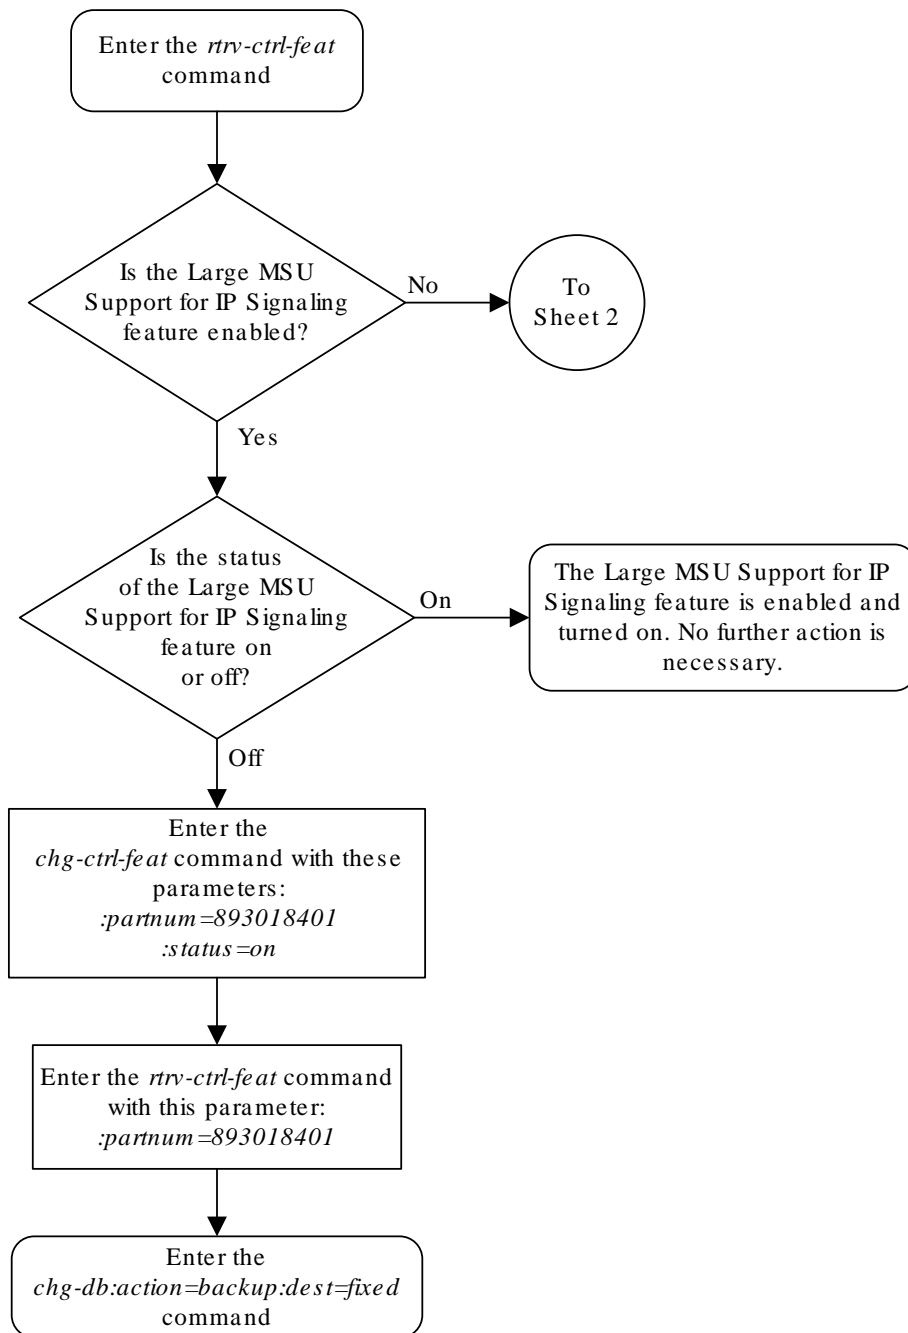 Enter the rtrv-ctrl-feat
command
Is the Large MSU
Support for IP Signaling
feature enabled?
No
To
Sheet 2
Yes
Is the status
of the Large MSU
Support for IP Signaling
feature on
or off?
On
The Large MSU Support for IP
Signaling feature is enabled and
turned on. No further action is
necessary.
Off
Enter the
chg-ctrl-feat command with these
parameters:
:partnum=893018401
:status=on
Enter the rtrv-ctrl-feat command
with this parameter:
:partnum=893018401
Enter the
chg-db:action=backup:dest=fixed
command